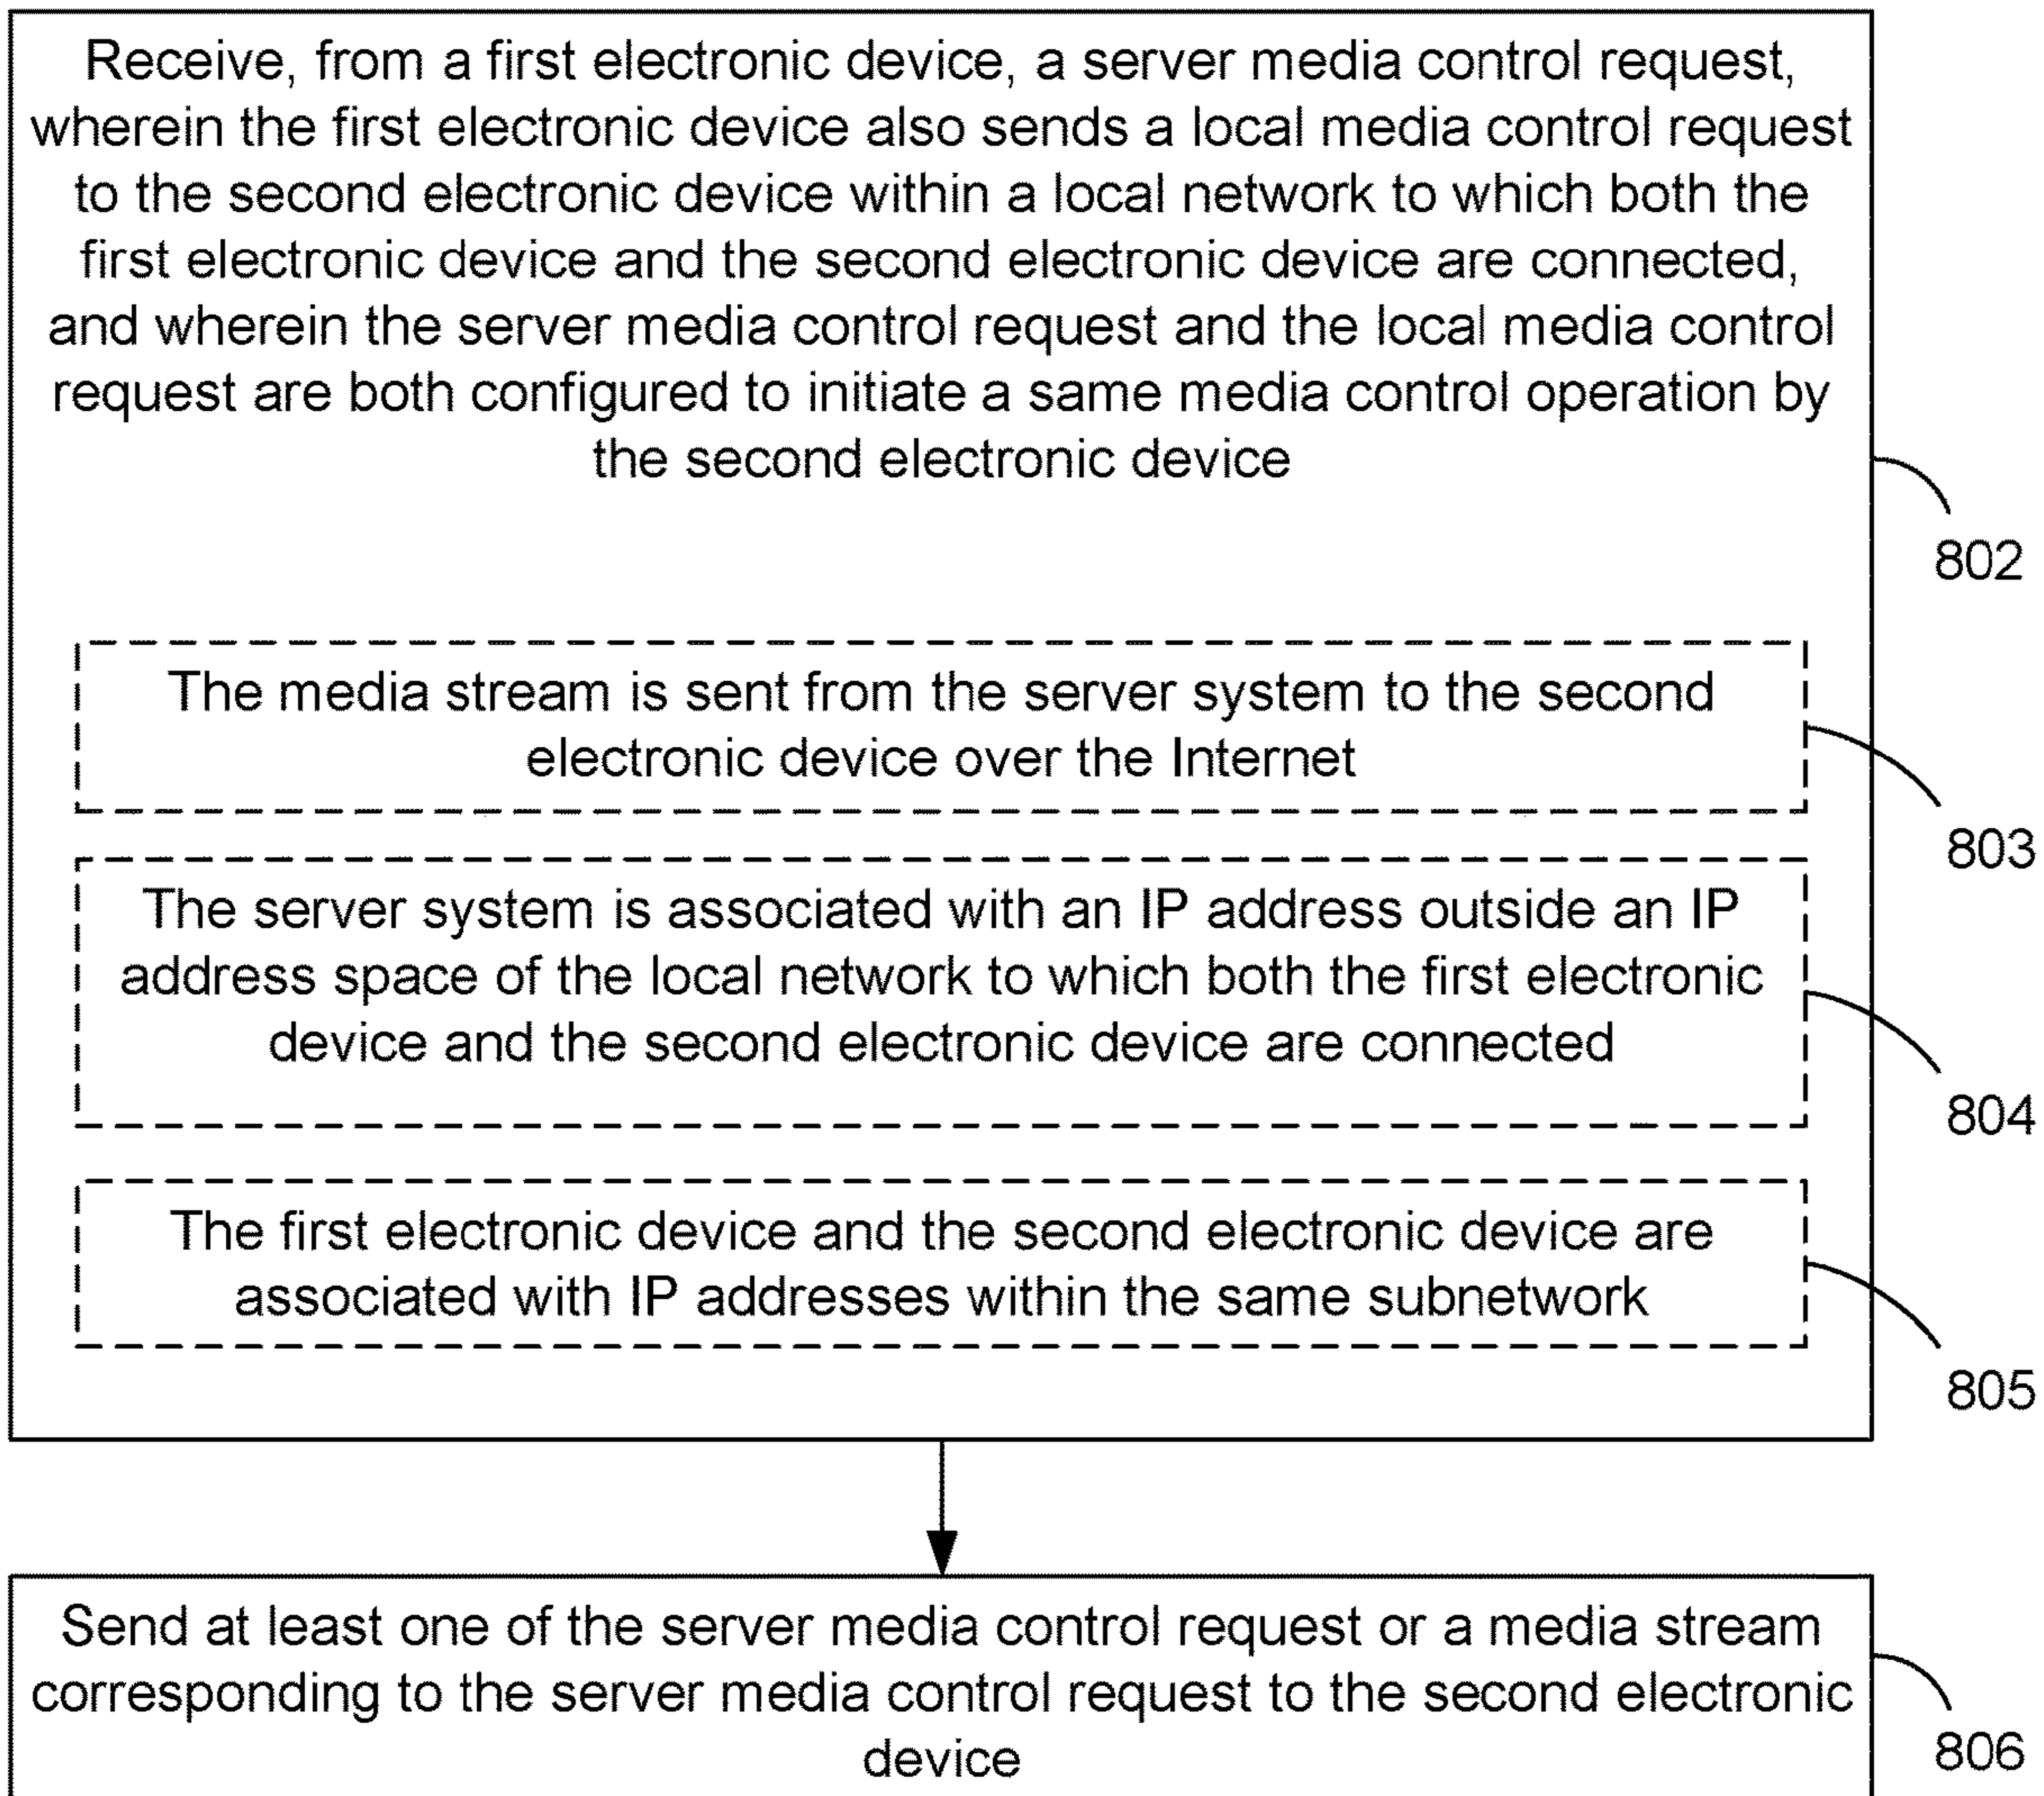 Receive, from a first electronic device, a server media control request,
wherein the first electronic device also sends a local media control request
to the second electronic device within a local network to which both the
first electronic device and the second electronic device are connected,
and wherein the server media control request and the local media control
request are both configured to initiate a same media control operation by
the second electronic device
802
The media stream is sent from the server system to the second
electronic device over the Internet
803
The server system is associated with an IP address outside an IP
address space of the local network to which both the first electronic
device and the second electronic device are connected
804
The first electronic device and the second electronic device are
associated with IP addresses within the same subnetwork
805
Send at least one of the server media control request or a media stream
corresponding to the server media control request to the second electronic
device
806